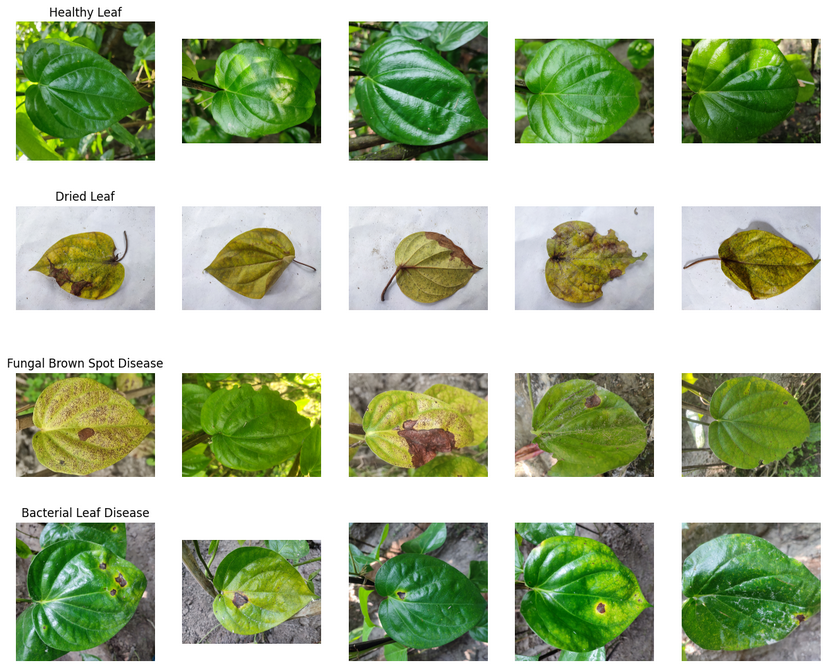 Healthy Leaf
Dried Leaf
Fungal Brown Spot Disease
Bacterial Leaf Disease